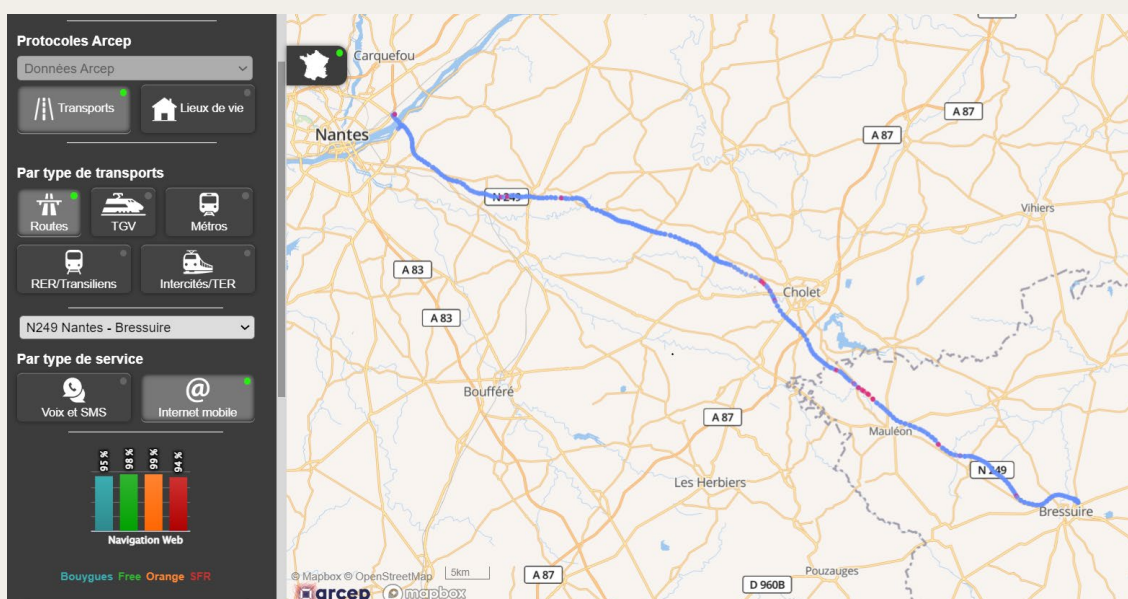 Protocoles Arcep
Données Arcep
Transports
Lieux de vie
Par type de transports
Routes
TGV
Métros
RER/Transiliens
Intercités/TER
N249 Nantes - Bressuire
Par type de service
Voix et SMS
@
Internet mobile
95 %
98 %
99 %
94 %
Navigation Web
Bouygues Free Orange SFR
Carquefou
Nantes
A 87
A 87
N 249
Vihiers
A 83
Cholet
A 83
Boufféré
A 87
Mauléon
N 249
Les Herbiers
Bressuire
Pouzauges
© Mapbox © OpenStreetMap
5km
A 87
D 960B
arcep
mapbox